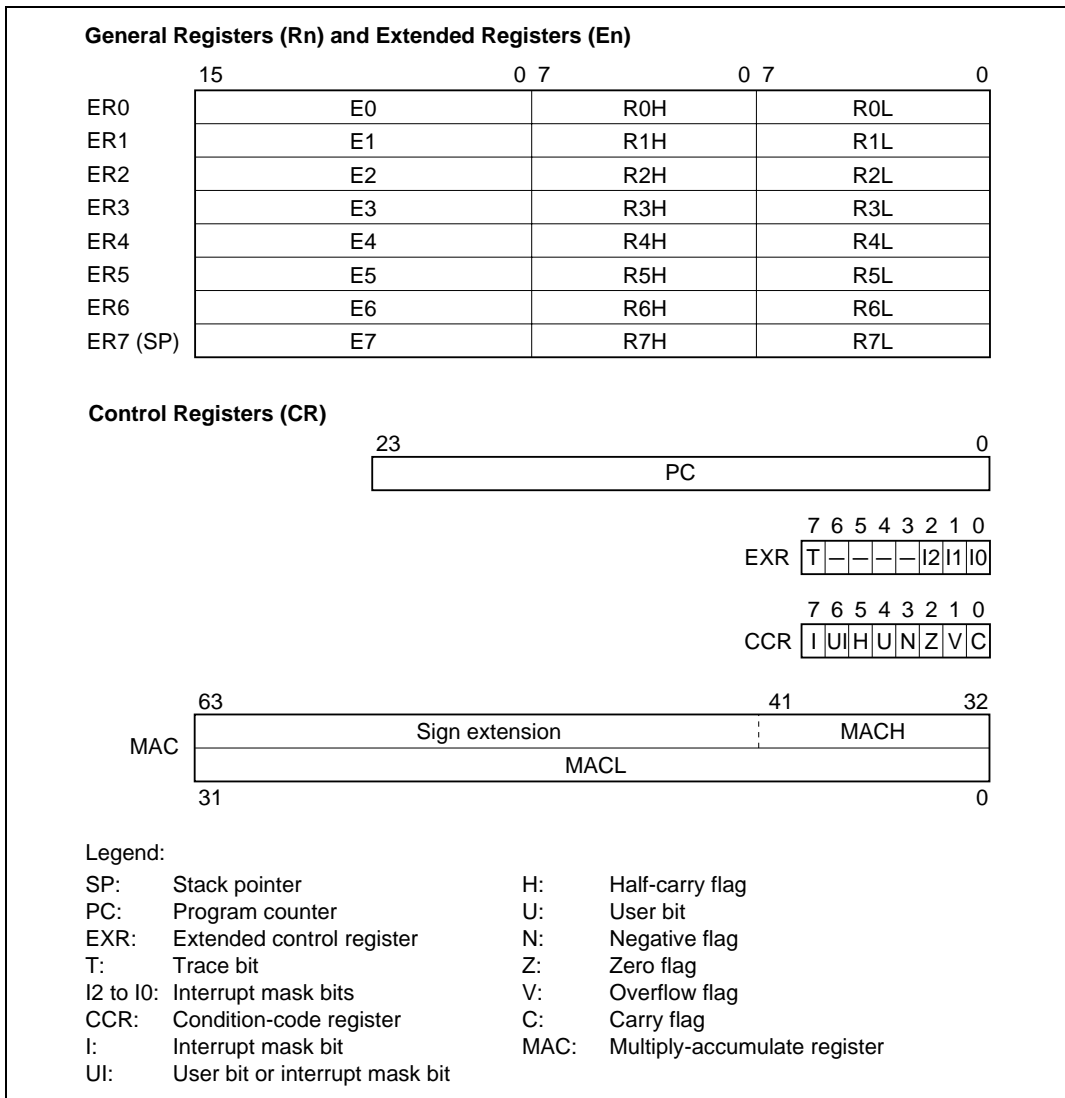 General Registers (Rn) and Extended Registers (En)
15 0 7 0 7 0
ER0 E0 R0H R0L
ER1 E1 R1H R1L
ER2 E2 R2H R2L
ER3 E3 R3H R3L
ER4 E4 R4H R4L
ER5 E5 R5H R5L
ER6 E6 R6H R6L
ER7 (SP) E7 R7H R7L
Control Registers (CR)
23 0
PC
7 6 5 4 3 2 1 0
EXR T — — — — I2 I1 I0
7 6 5 4 3 2 1 0
CCR I UI H U N Z V C
63 41 32
MAC Sign extension MACH
MACL
31 0
Legend:
SP: Stack pointer
PC: Program counter
EXR: Extended control register
T: Trace bit
I2 to I0: Interrupt mask bits
CCR: Condition-code register
I: Interrupt mask bit
UI: User bit or interrupt mask bit
H: Half-carry flag
U: User bit
N: Negative flag
Z: Zero flag
V: Overflow flag
C: Carry flag
MAC: Multiply-accumulate register